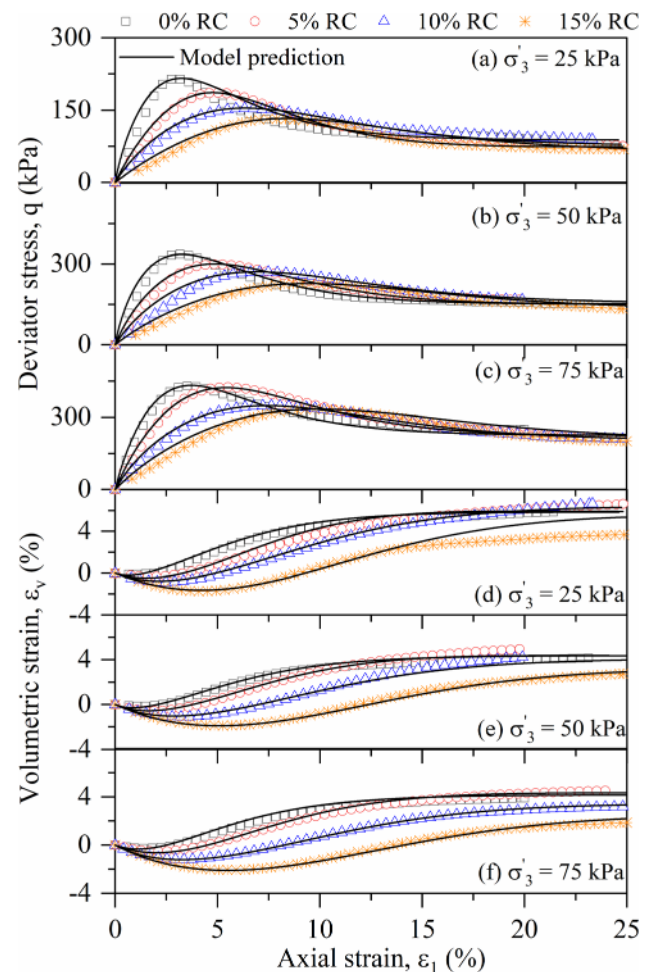 0% RC 5% RC 10% RC 15% RC
300
Model prediction (a) σ'₃ = 25 kPa
150
0
(b) σ'₃ = 50 kPa
300
0
(c) σ'₃ = 75 kPa
300
0
Deviator stress, q (kPa)
4
0
(d) σ'₃ = 25 kPa
-4
4
0
(e) σ'₃ = 50 kPa
-4
4
0
(f) σ'₃ = 75 kPa
-4
Volumetric strain, εᵥ (%)
0 5 10 15 20 25
Axial strain, ε₁ (%)